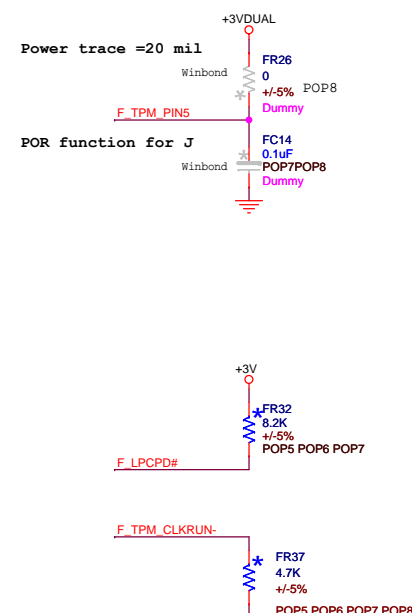 +3VDUAL
Power trace =20 mil
FR26
Winbond
0
+/-5%
POP8
Dummy
F_TPM_PIN5
POR function for J
FC14
0.1uF
Winbond
POP7POP8
Dummy
+3V
FR32
8.2K
+/-5%
POP5 POP6 POP7
F_LPCPD#
F_TPM_CLKRUN-
FR37
4.7K
+/-5%
POP5 POP6 POP7 POP8